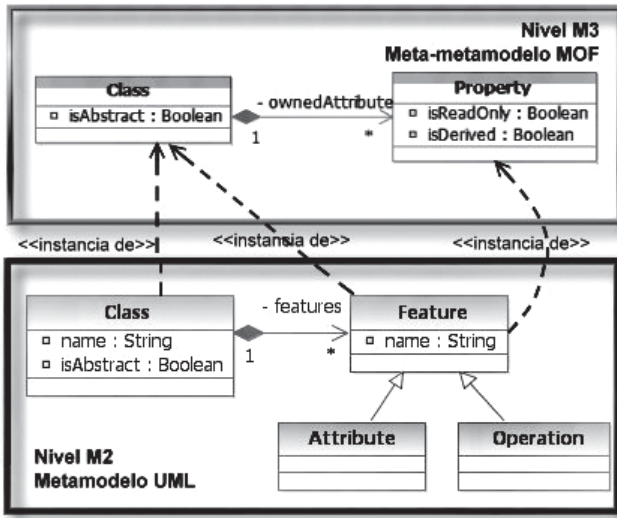 Nivel M3
Meta-metamodelo MOF
Class
isAbstract : Boolean
- ownedAttribute
1
*
Property
isReadOnly : Boolean
isDerived : Boolean
<<instancia de>>
<<instancia de>>
<<instancia de>>
Class
name : String
isAbstract : Boolean
- features
1
*
Feature
name : String
Attribute
Operation
Nivel M2
Metamodelo UML